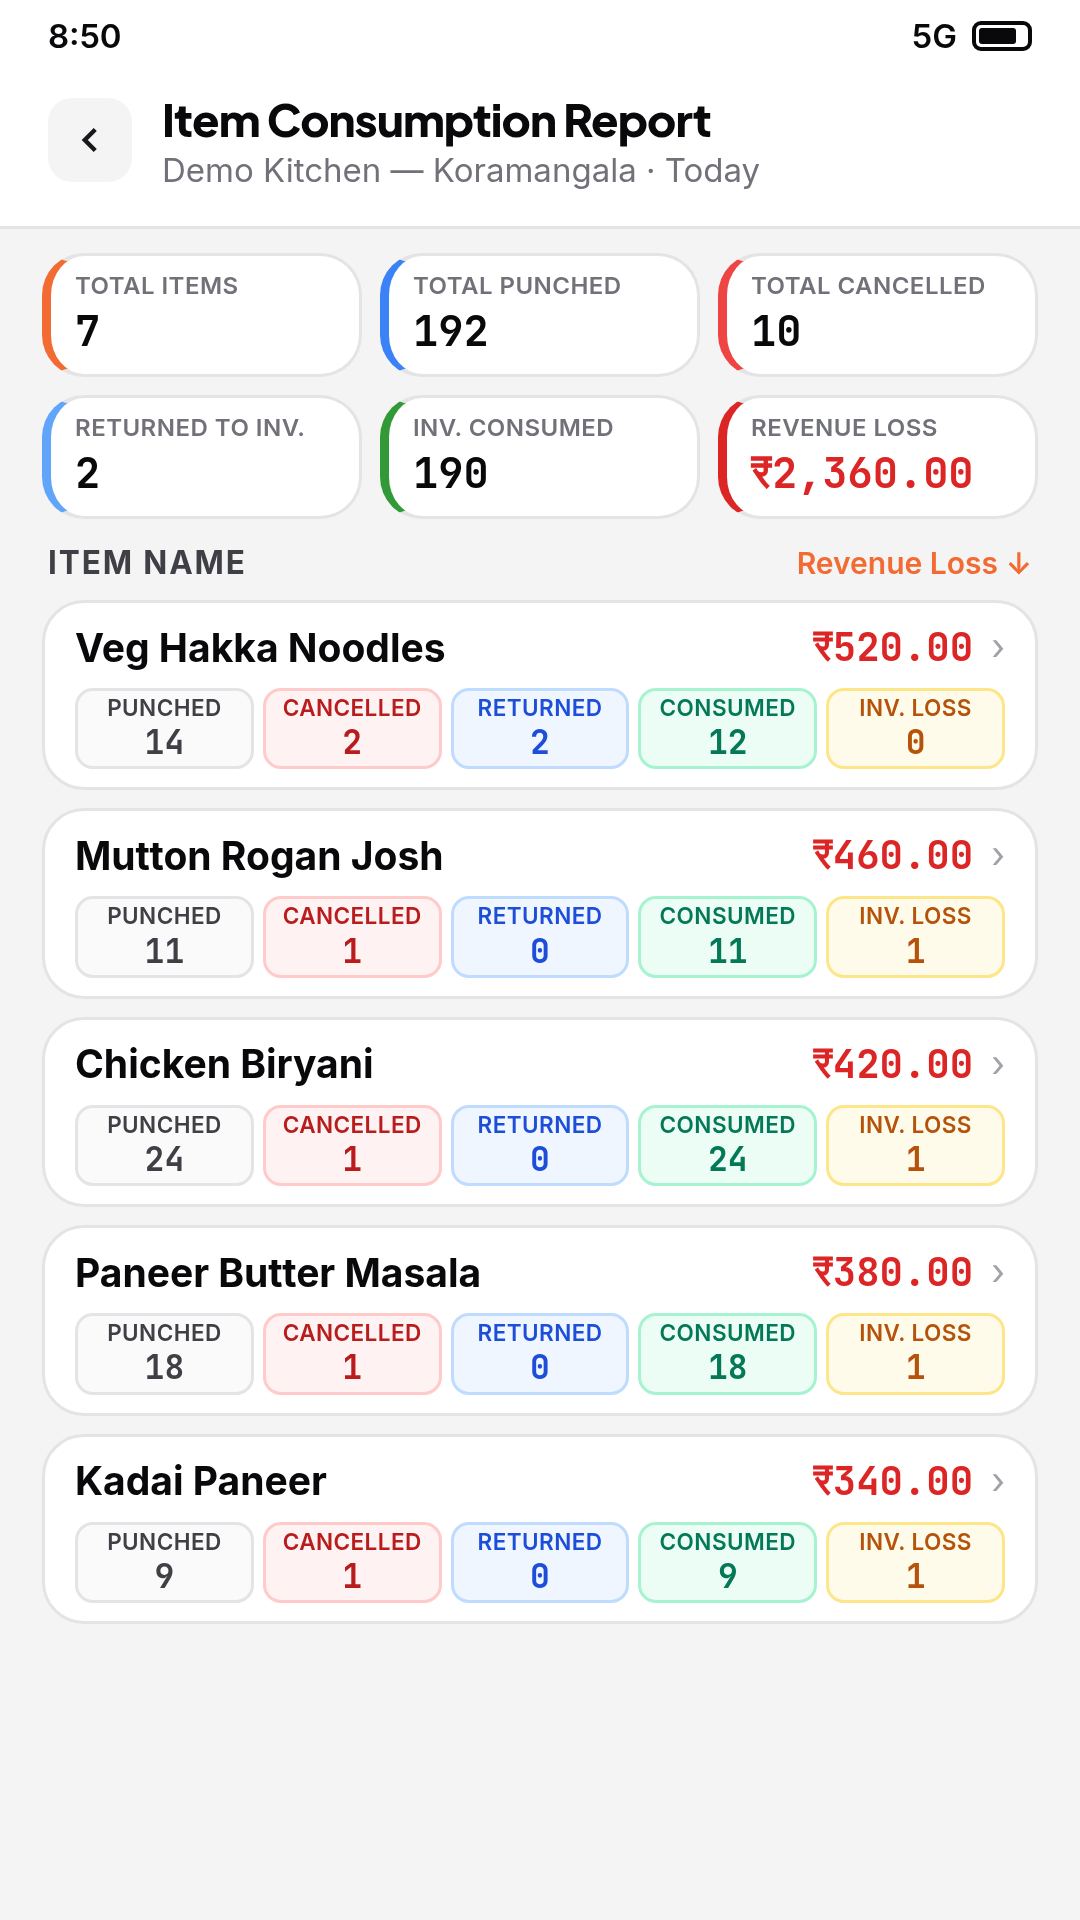 8:50
5G
Item Consumption Report
Demo Kitchen — Koramangala · Today
TOTAL ITEMS
7
TOTAL PUNCHED
192
TOTAL CANCELLED
10
RETURNED TO INV.
2
INV. CONSUMED
190
REVENUE LOSS
₹2,360.00
ITEM NAME
Revenue Loss ↓
Veg Hakka Noodles
₹520.00 ›
PUNCHED
14
CANCELLED
2
RETURNED
2
CONSUMED
12
INV. LOSS
0
Mutton Rogan Josh
₹460.00 ›
PUNCHED
11
CANCELLED
1
RETURNED
0
CONSUMED
11
INV. LOSS
1
Chicken Biryani
₹420.00 ›
PUNCHED
24
CANCELLED
1
RETURNED
0
CONSUMED
24
INV. LOSS
1
Paneer Butter Masala
₹380.00 ›
PUNCHED
18
CANCELLED
1
RETURNED
0
CONSUMED
18
INV. LOSS
1
Kadai Paneer
₹340.00 ›
PUNCHED
9
CANCELLED
1
RETURNED
0
CONSUMED
9
INV. LOSS
1